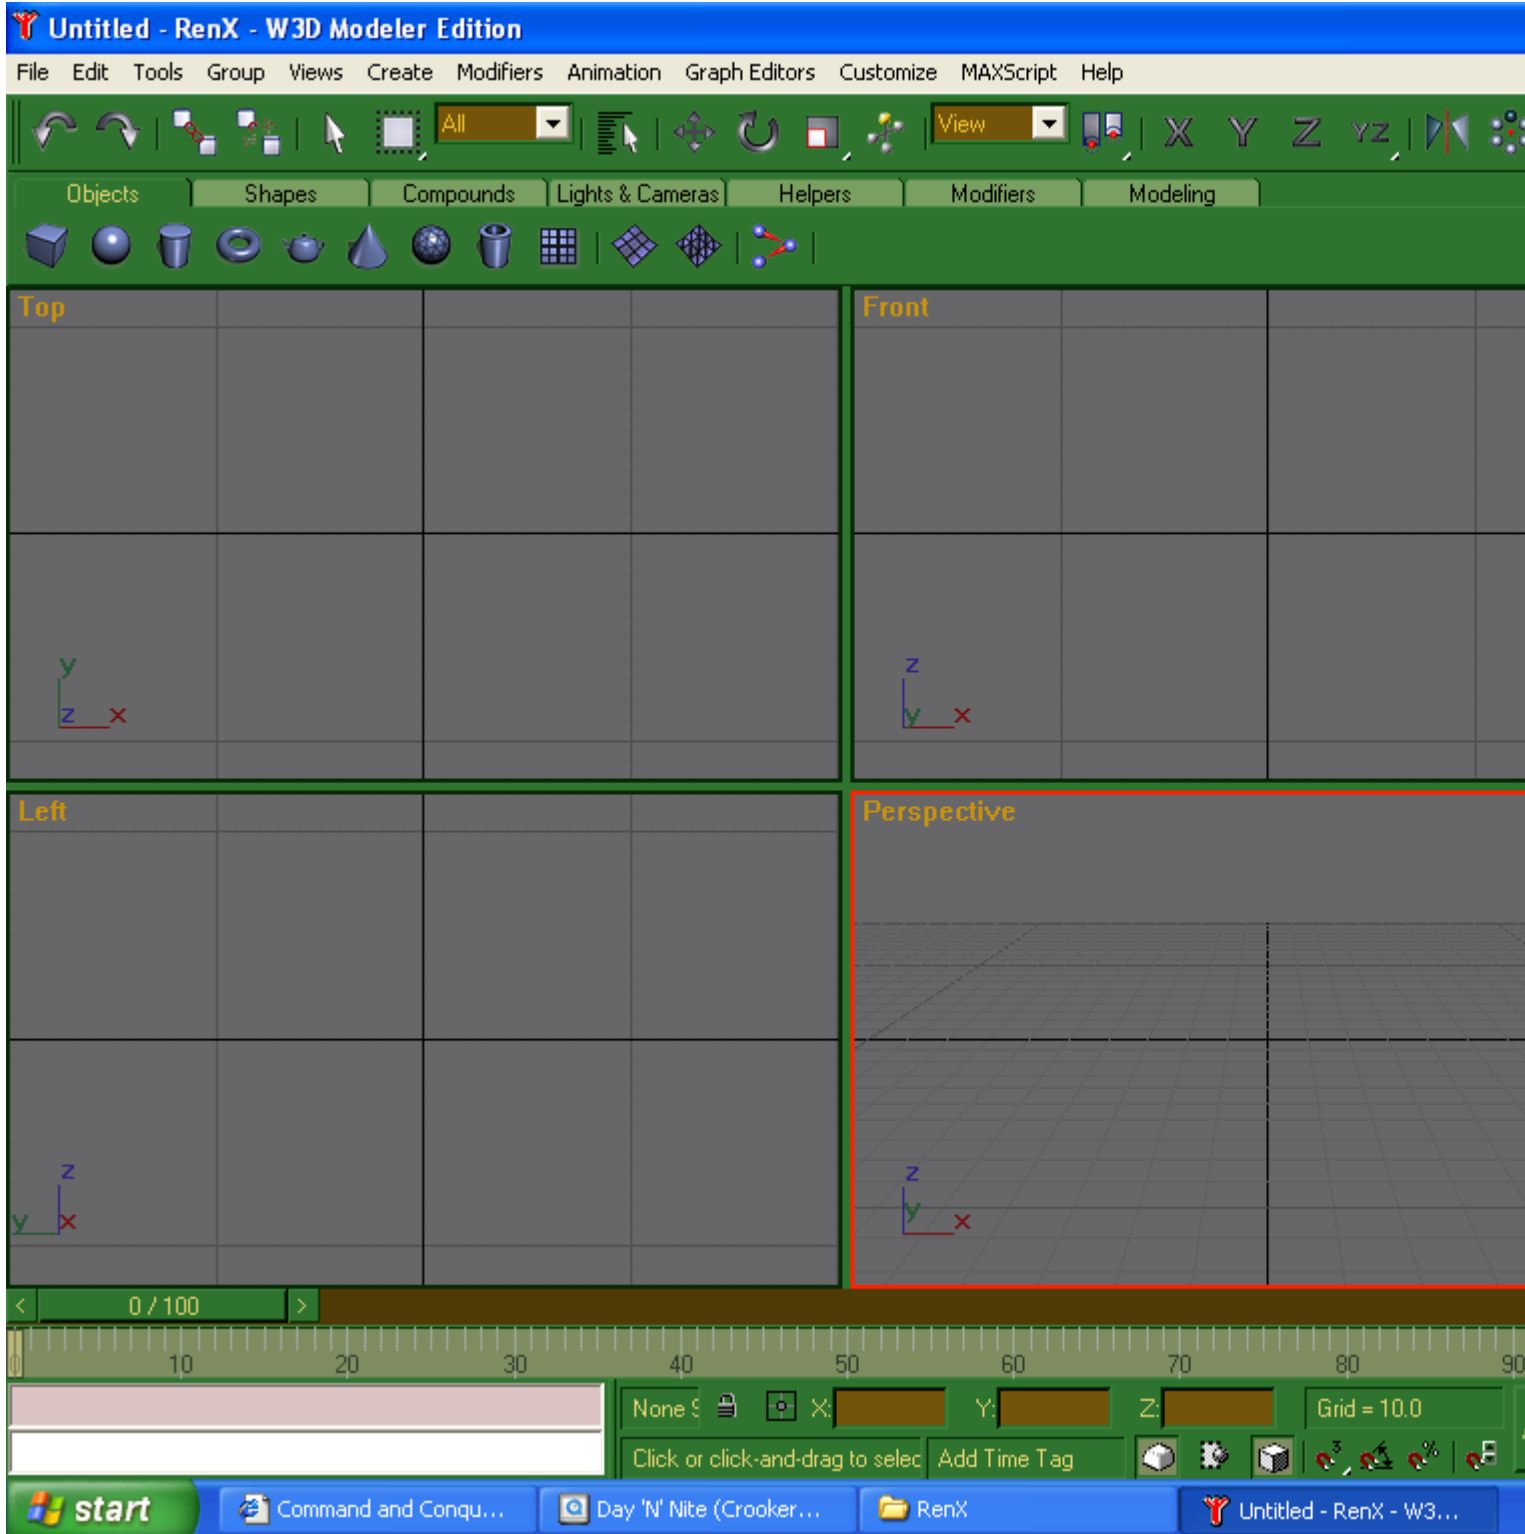 Untitled - RenX - W3D Modeler Edition
File Edit Tools Group Views Create Modifiers Animation Graph Editors Customize MAXScript Help
All View X Y Z YZ
Objects Shapes Compounds Lights & Cameras Helpers Modifiers Modeling
Top Front
y z
z x y x
Left Perspective
z z
y x y x
< 0 / 100 >
0 10 20 30 40 50 60 70 80 90
None S X: Y: Z: Grid = 10.0
Click or click-and-drag to selec Add Time Tag 3 %
start Command and Conqu... Day 'N' Nite (Crooker... RenX Untitled - RenX - W3...